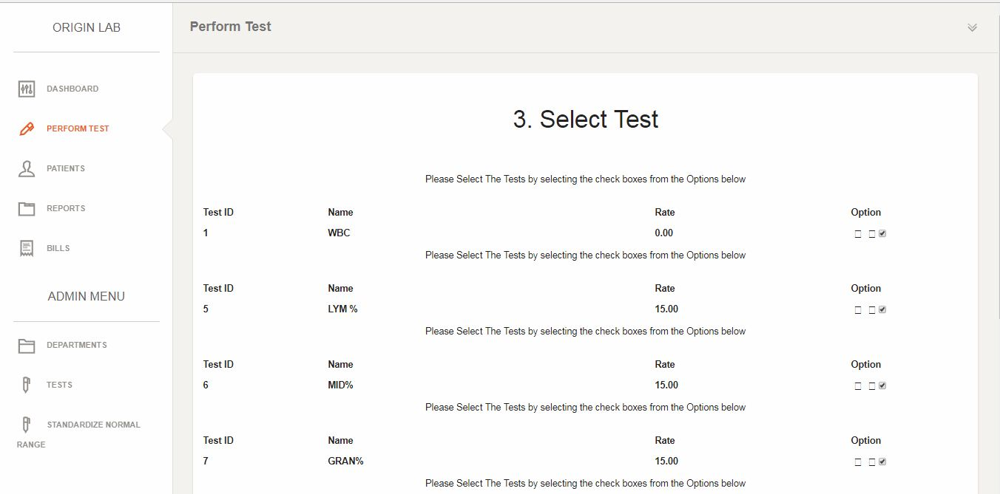 ORIGIN LAB
DASHBOARD
PERFORM TEST
PATIENTS
REPORTS
BILLS
ADMIN MENU
DEPARTMENTS
TESTS
STANDARDIZE NORMAL
RANGE
Perform Test
3. Select Test
Please Select The Tests by selecting the check boxes from the Options below
Test ID Name Rate Option
1 WBC 0.00
Please Select The Tests by selecting the check boxes from the Options below
Test ID Name Rate Option
5 LYM % 15.00
Please Select The Tests by selecting the check boxes from the Options below
Test ID Name Rate Option
6 MID% 15.00
Please Select The Tests by selecting the check boxes from the Options below
Test ID Name Rate Option
7 GRAN% 15.00
Please Select The Tests by selecting the check boxes from the Options below